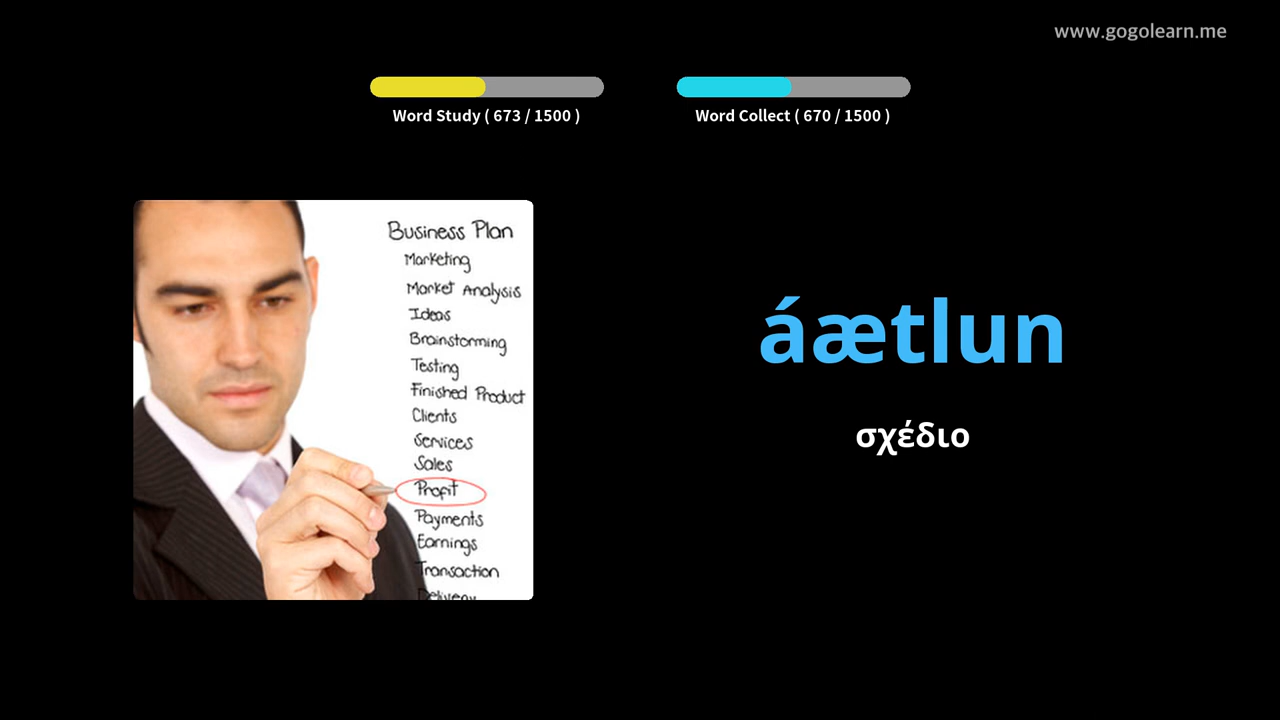 www.gogolearn.me
Word Study ( 673 / 1500 )
Word Collect ( 670 / 1500 )
Business Plan
Marketing
Market Analysis
Ideas
Brainstorming
Testing
Finished Product
Clients
Services
Sales
Profit
Payments
Earnings
Transaction
Delivery
áætlun
σχέδιο